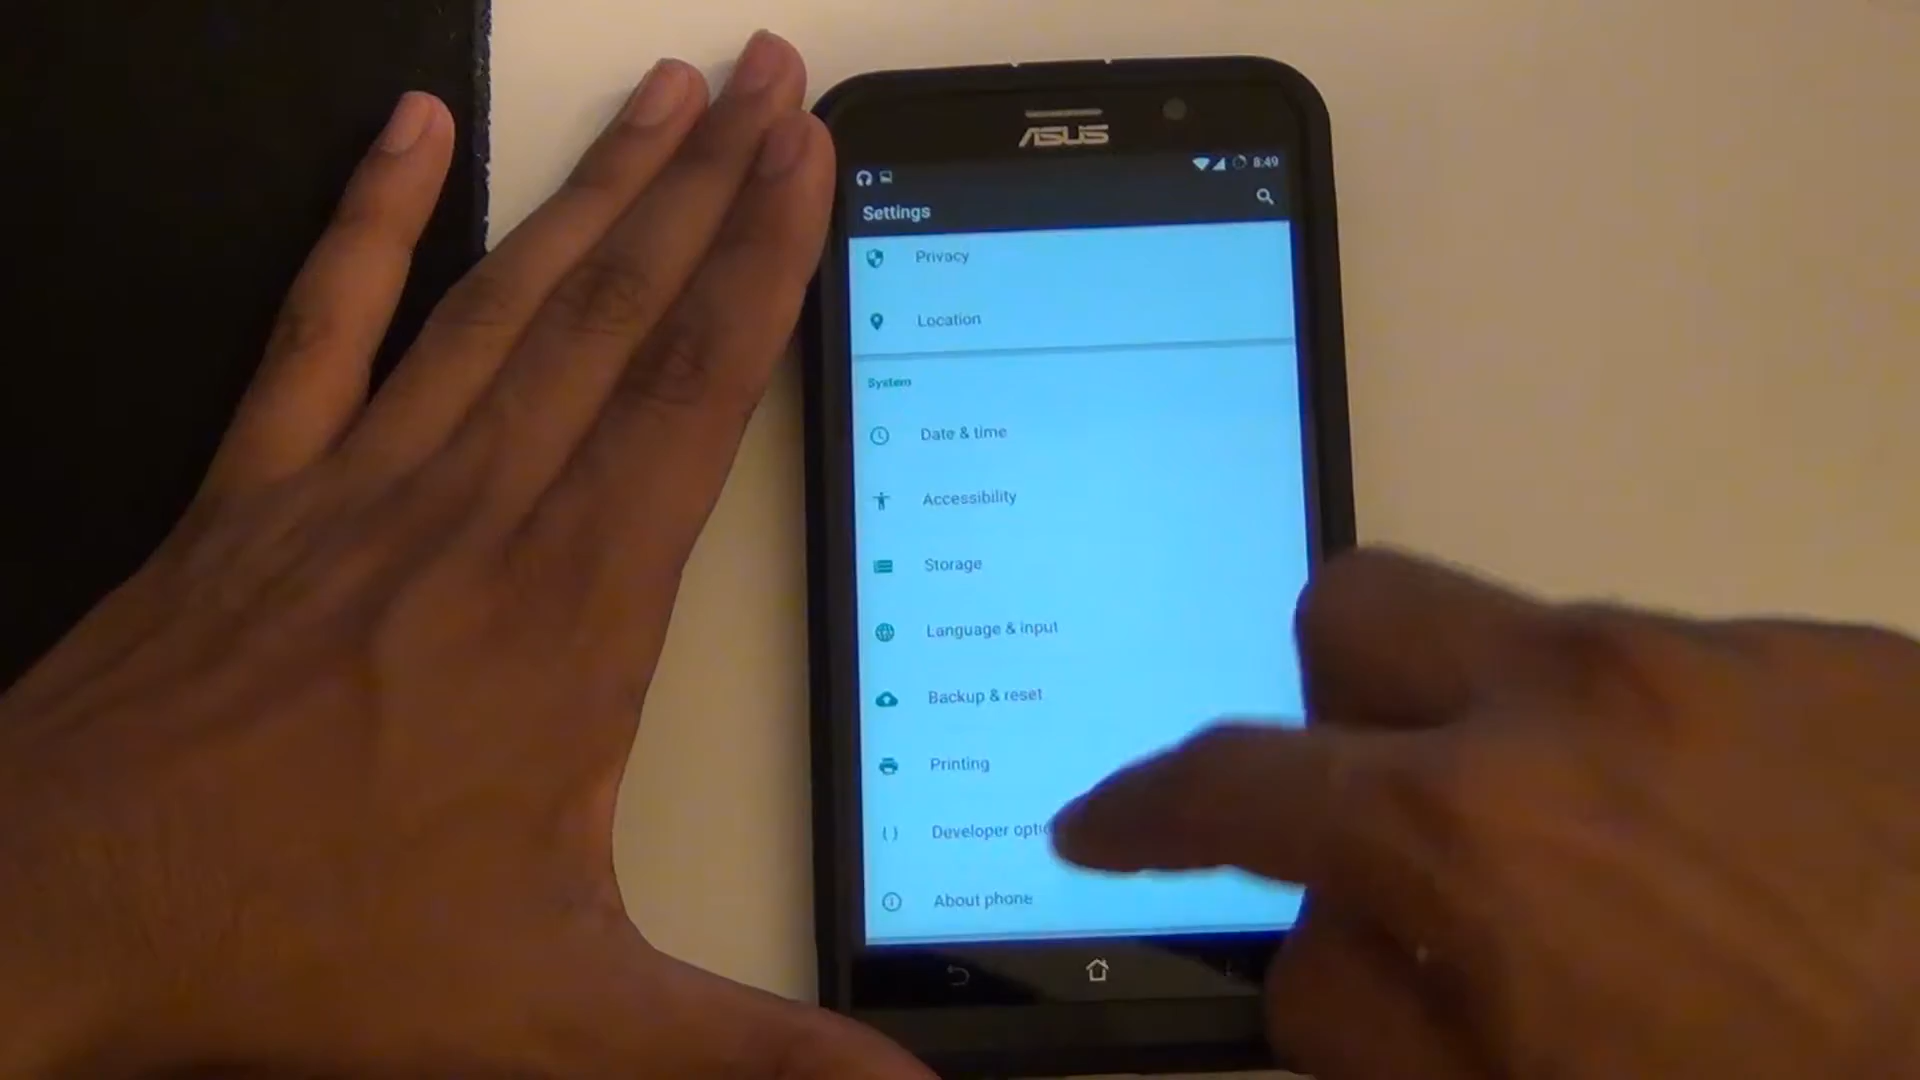 ASUS
8:49
Settings
Privacy
Location
System
Date & time
Accessibility
Storage
Language & input
Backup & reset
Printing
Developer opti
About phone